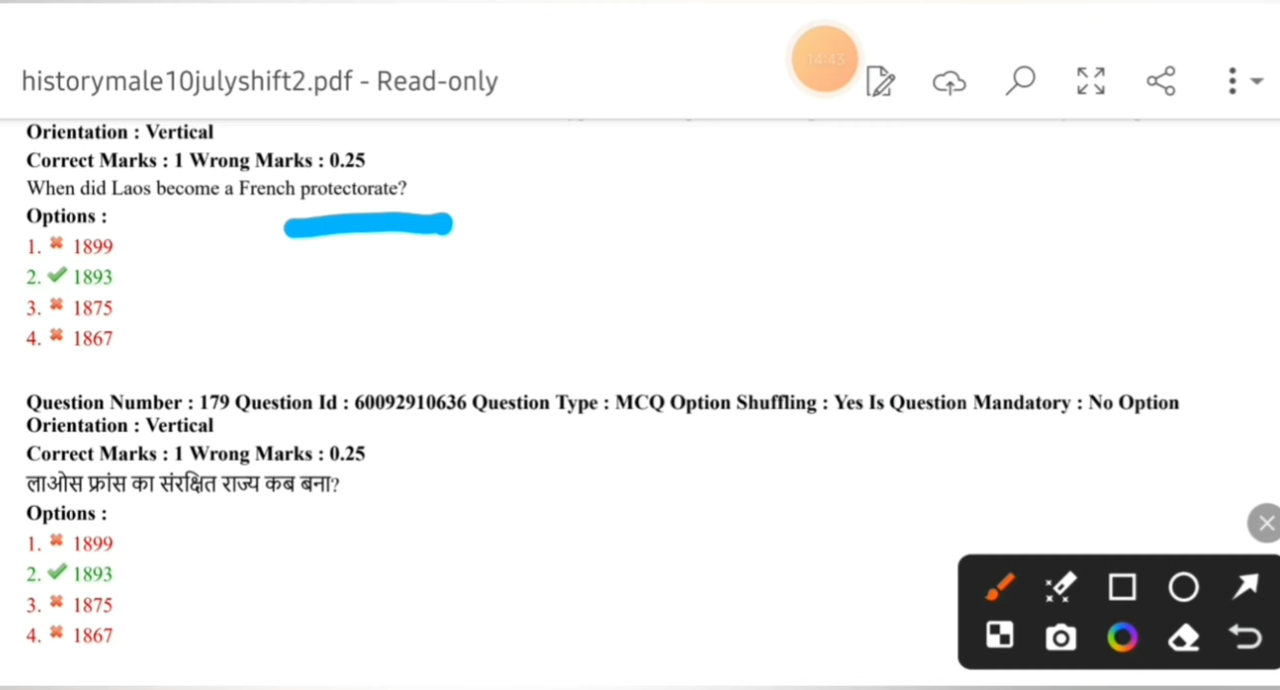 14:43
historymale10julyshift2.pdf - Read-only
Orientation : Vertical
Correct Marks : 1 Wrong Marks : 0.25
When did Laos become a French protectorate?
Options :
1. ✖ 1899
2. ✔ 1893
3. ✖ 1875
4. ✖ 1867
Question Number : 179 Question Id : 60092910636 Question Type : MCQ Option Shuffling : Yes Is Question Mandatory : No Option
Orientation : Vertical
Correct Marks : 1 Wrong Marks : 0.25
लाओस फ्रांस का संरक्षित राज्य कब बना?
Options :
1. ✖ 1899
2. ✔ 1893
3. ✖ 1875
4. ✖ 1867